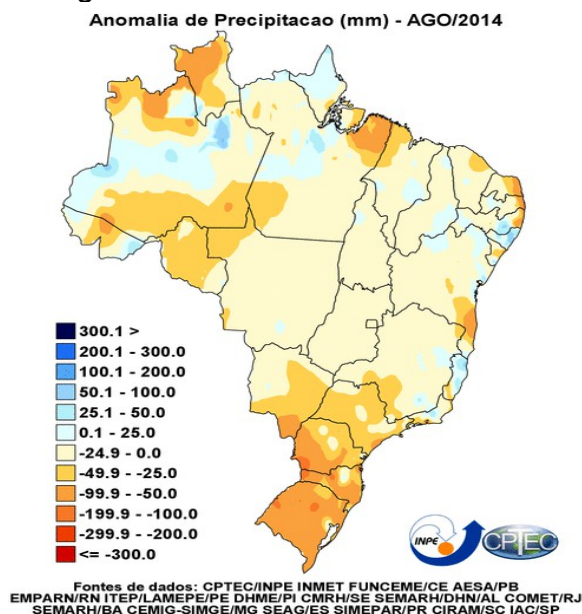 Anomalia de Precipitacao (mm) - AGO/2014
300.1 >
200.1 - 300.0
100.1 - 200.0
50.1 - 100.0
25.1 - 50.0
0.1 - 25.0
-24.9 - 0.0
-49.9 - -25.0
-99.9 - -50.0
-199.9 - -100.0
-299.9 - -200.0
<= -300.0
INPE
CPTEC
Fontes de dados: CPTEC/INPE INMET FUNCEME/CE AESA/PB
EMPARN/RN ITEP/LAMEPE/PE DHME/PI CMRH/SE SEMARH/DHN/AL COMET/RJ
SEMARH/BA CEMIG-SIMGE/MG SEAG/ES SIMEPAR/PR CIRAM/SC IAC/SP